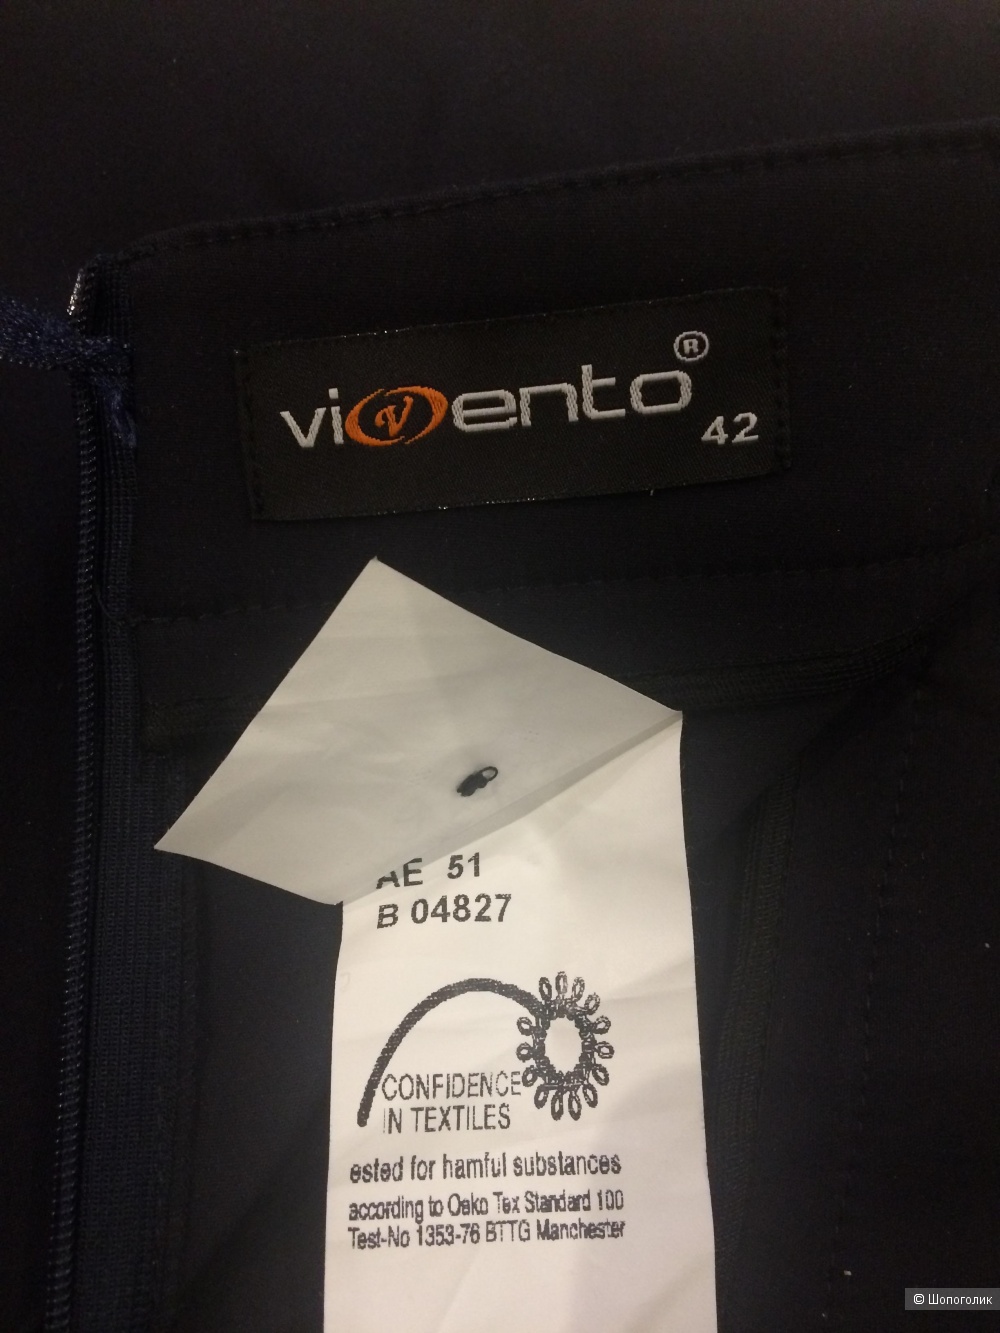 vivento®
42
AE 51
B 04827
CONFIDENCE
IN TEXTILES
ested for hamful substances
according to Oeko Tex Standard 100
Test-No 1353-76 BTTG Manchester
© Шопоголик